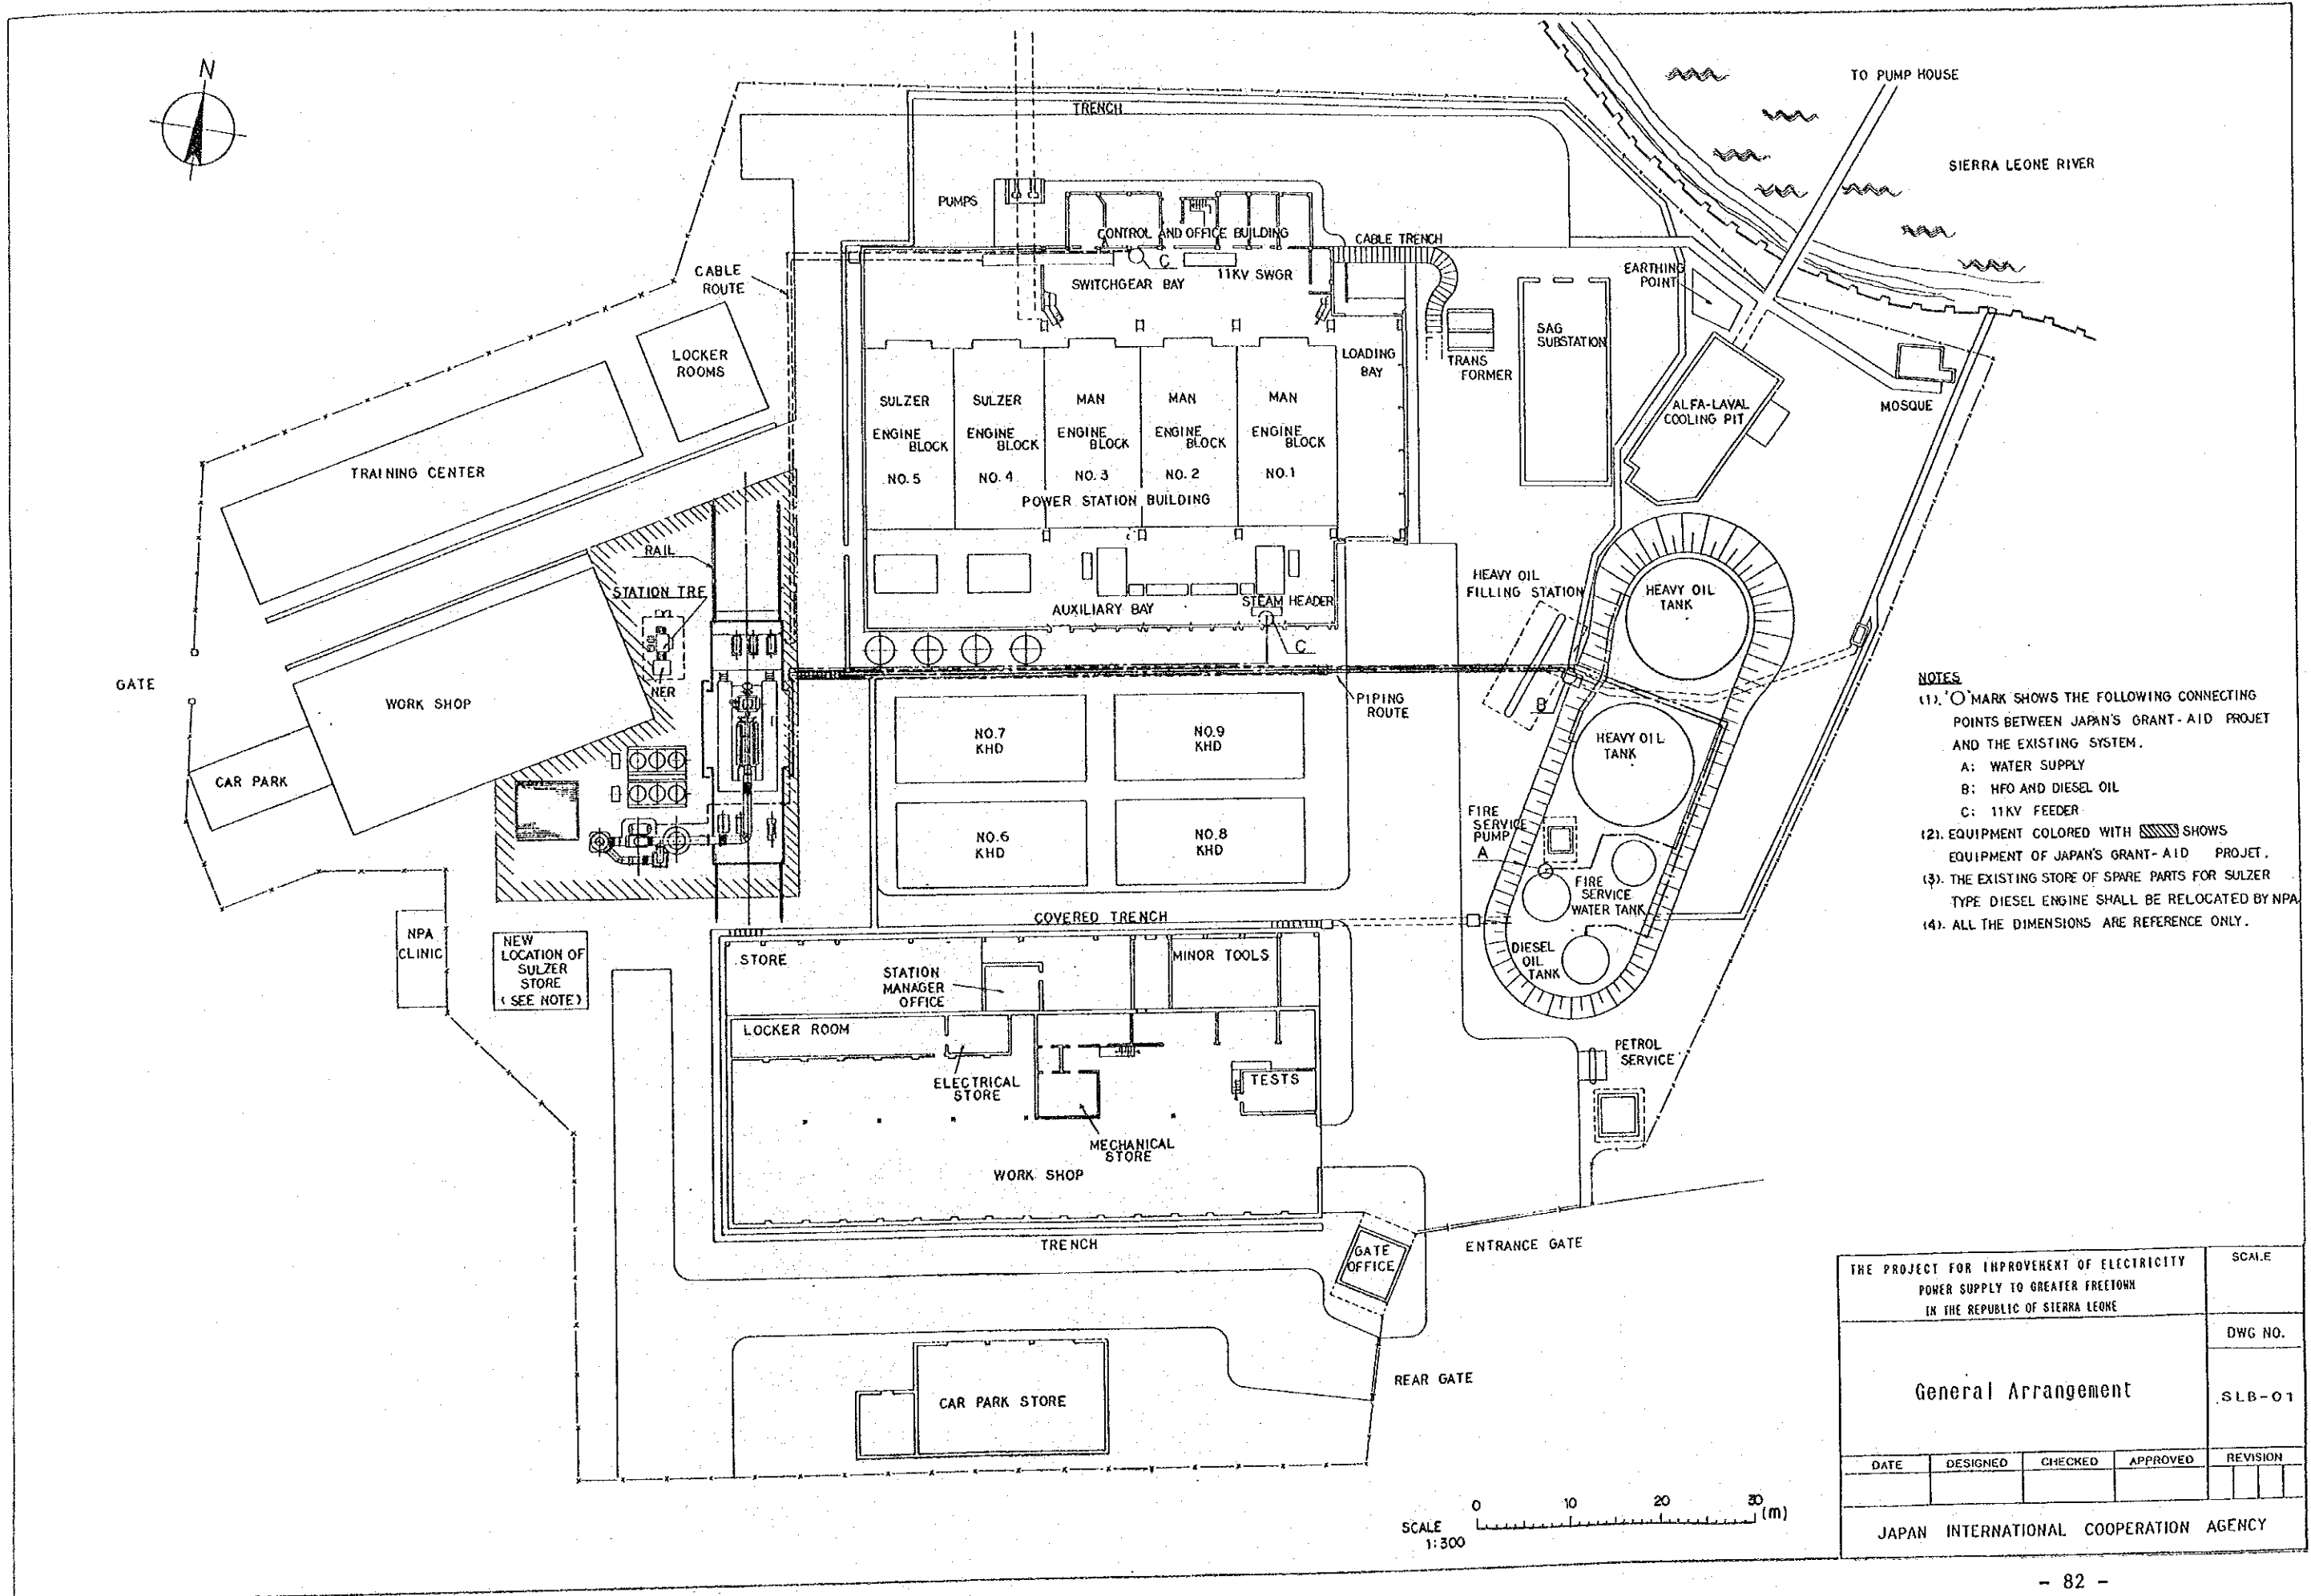 N
TRENCH
TO PUMP HOUSE
SIERRA LEONE RIVER
PUMPS
CONTROL AND OFFICE BUILDING
CABLE TRENCH
C
11KV SWGR
SWITCHGEAR BAY
CABLE
ROUTE
EARTHING
POINT
SAG
SUBSTATION
LOCKER
ROOMS
LOADING
BAY
TRANS
FORMER
MOSQUE
ALFA-LAVAL
COOLING PIT
SULZER
ENGINE
BLOCK
NO.5
SULZER
ENGINE
BLOCK
NO.4
MAN
ENGINE
BLOCK
NO.3
MAN
ENGINE
BLOCK
NO.2
MAN
ENGINE
BLOCK
NO.1
POWER STATION BUILDING
TRAINING CENTER
RAIL
STATION TRE
NER
AUXILIARY BAY
STEAM HEADER
C
HEAVY OIL
FILLING STATION
HEAVY OIL
TANK
GATE
WORK SHOP
PIPING
ROUTE
B
HEAVY OIL
TANK
CAR PARK
NO.7
KHD
NO.9
KHD
NO.6
KHD
NO.8
KHD
FIRE
SERVICE
PUMP
A
FIRE
SERVICE
WATER TANK
DIESEL
OIL
TANK
NOTES
(1). 'O' MARK SHOWS THE FOLLOWING CONNECTING
POINTS BETWEEN JAPAN'S GRANT-AID PROJET
AND THE EXISTING SYSTEM.
A: WATER SUPPLY
B: HFO AND DIESEL OIL
C: 11KV FEEDER
(2). EQUIPMENT COLORED WITH SHOWS
EQUIPMENT OF JAPAN'S GRANT-AID PROJET.
(3). THE EXISTING STORE OF SPARE PARTS FOR SULZER
TYPE DIESEL ENGINE SHALL BE RELOCATED BY NPA
(4). ALL THE DIMENSIONS ARE REFERENCE ONLY.
COVERED TRENCH
NPA
CLINIC
NEW
LOCATION OF
SULZER
STORE
(SEE NOTE)
STORE
STATION
MANAGER
OFFICE
MINOR TOOLS
LOCKER ROOM
ELECTRICAL
STORE
TESTS
MECHANICAL
STORE
WORK SHOP
PETROL
SERVICE
TRENCH
GATE
OFFICE
ENTRANCE GATE
REAR GATE
CAR PARK STORE
SCALE
1:300
0 10 20 30 (m)
THE PROJECT FOR IMPROVEMENT OF ELECTRICITY
POWER SUPPLY TO GREATER FREETOWN
IN THE REPUBLIC OF SIERRA LEONE
SCALE
General Arrangement
DWG NO.
SLB-01
DATE DESIGNED CHECKED APPROVED REVISION
JAPAN INTERNATIONAL COOPERATION AGENCY
- 82 -